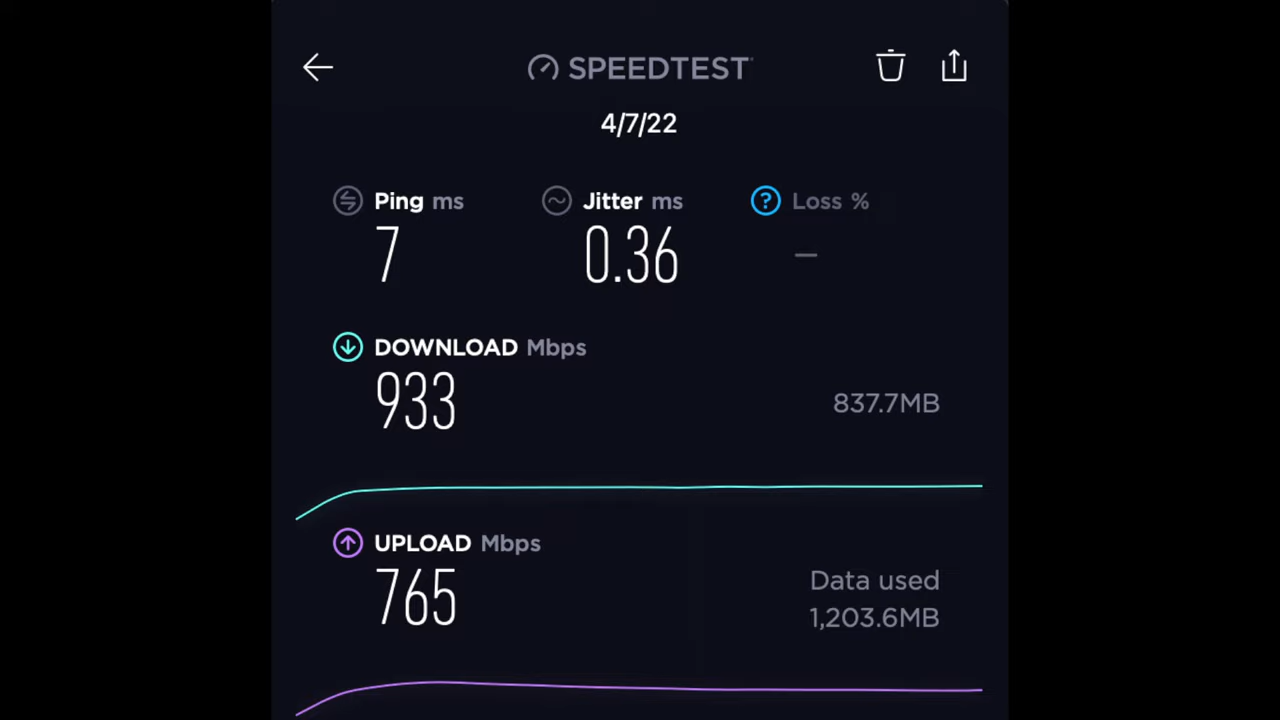 SPEEDTEST
4/7/22
Ping ms Jitter ms ? Loss %
7 0.36 —
DOWNLOAD Mbps
933 837.7MB
UPLOAD Mbps
765 Data used
1,203.6MB